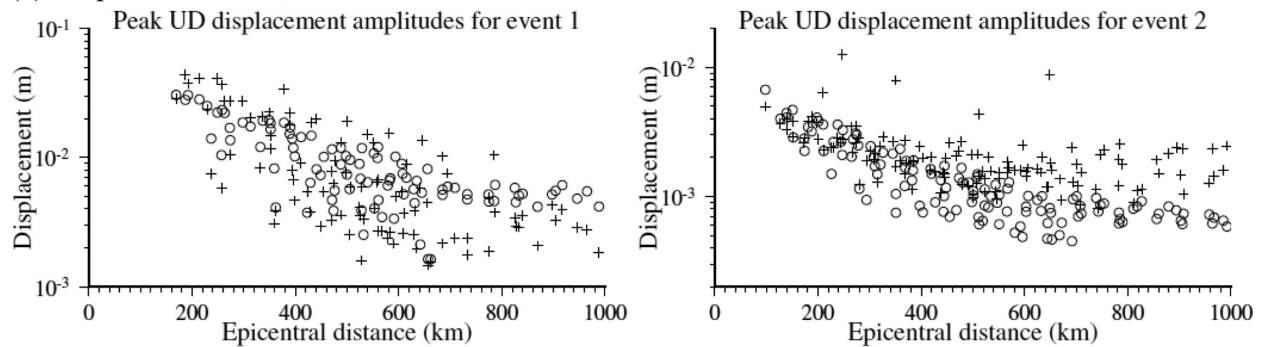 Peak UD displacement amplitudes for event 1
10-1
10-2
10-3
Displacement (m)
0 200 400 600 800 1000
Epicentral distance (km)
Peak UD displacement amplitudes for event 2
10-2
10-3
Displacement (m)
0 200 400 600 800 1000
Epicentral distance (km)